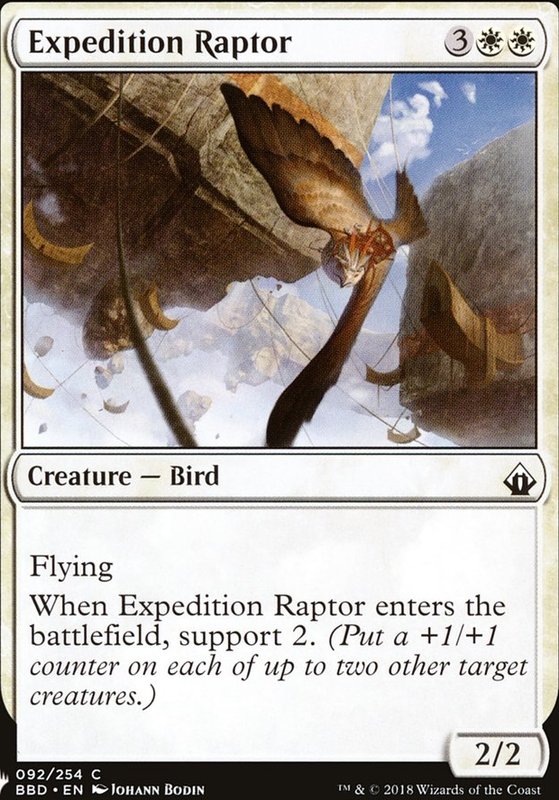 Expedition Raptor 3
Creature — Bird
Flying
When Expedition Raptor enters the
battlefield, support 2. (Put a +1/+1
counter on each of up to two other target
creatures.)
2/2
092/254 C
BBD • EN Johann Bodin
™ & © 2018 Wizards of the Coast